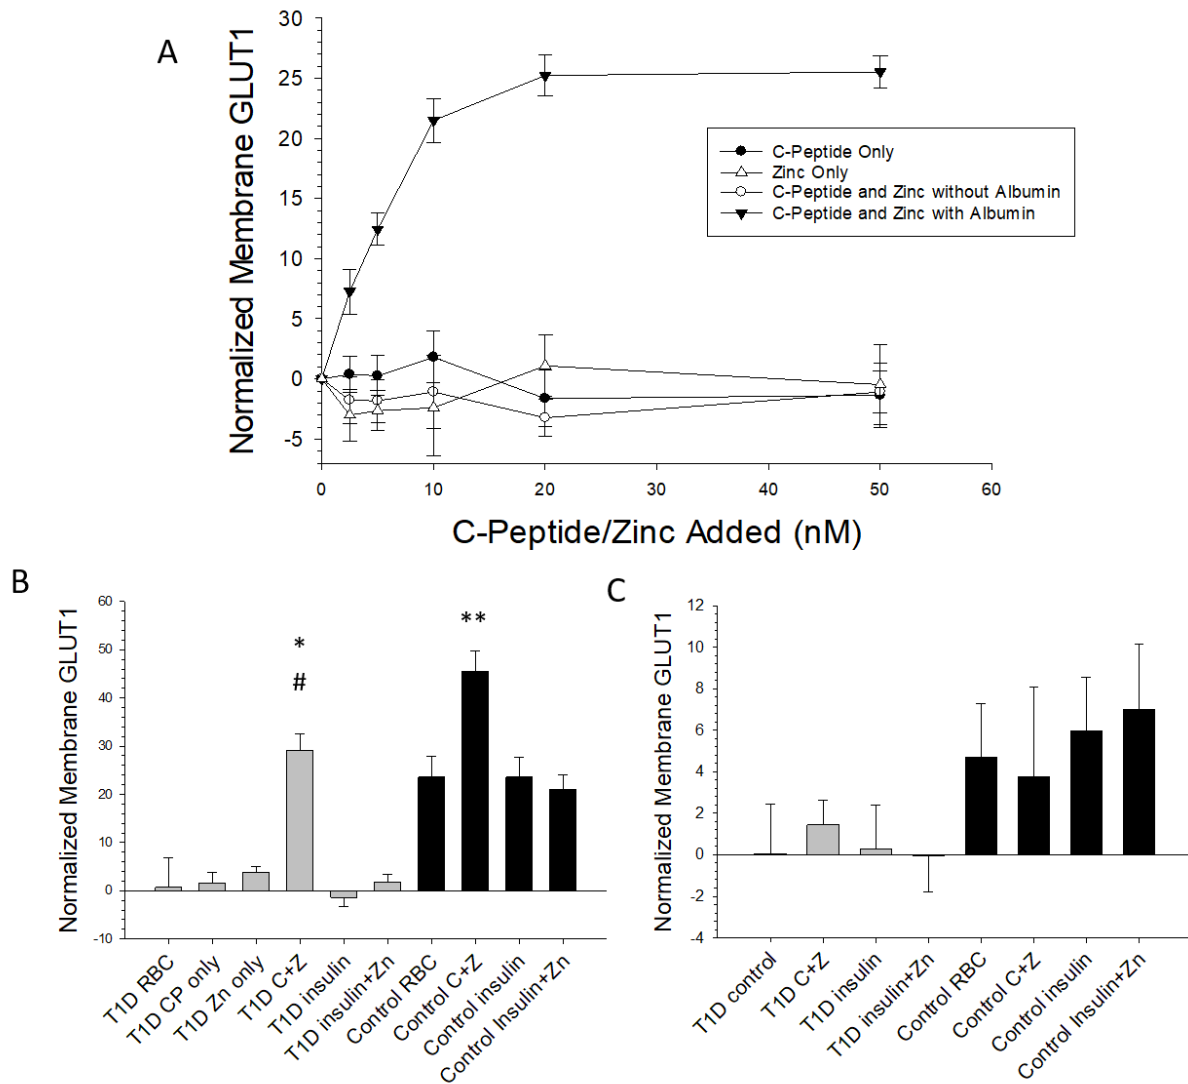 A
Normalized Membrane GLUT1
30
25
20
15
10
5
0
-5
0
10
20
30
40
50
60
C-Peptide/Zinc Added (nM)
C-Peptide Only
Zinc Only
C-Peptide and Zinc without Albumin
C-Peptide and Zinc with Albumin
B
Normalized Membrane GLUT1
60
50
40
30
20
10
0
-10
*
#
**
T1D RBC
T1D CP only
T1D Zn only
T1D C+Z
T1D insulin
T1D insulin+Zn
Control RBC
Control C+Z
Control insulin
Control Insulin+Zn
C
Normalized Membrane GLUT1
12
10
8
6
4
2
0
-2
-4
T1D control
T1D C+Z
T1D insulin
T1D insulin+Zn
Control RBC
Control C+Z
Control insulin
Control Insulin+Zn